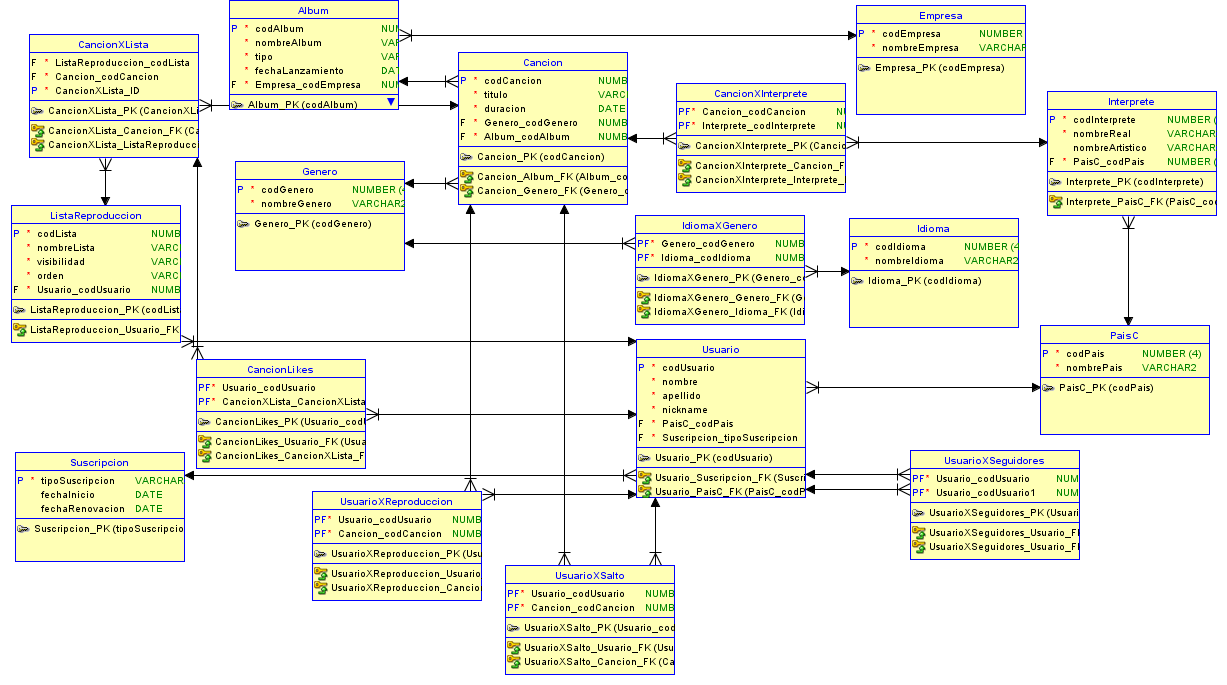 Album
P * codAlbum NUM
* nombreAlbum VAR
* tipo VAR
* fechaLanzamiento DAT
F * Empresa_codEmpresa NUM
Album_PK (codAlbum)
Empresa
P * codEmpresa NUMBER
* nombreEmpresa VARCHAR
Empresa_PK (codEmpresa)
CancionXLista
F * ListaReproduccion_codLista
F * Cancion_codCancion
P * CancionXLista_ID
CancionXLista_PK (CancionXLi
CancionXLista_Cancion_FK (Ca
CancionXLista_ListaReproducc
Cancion
P * codCancion NUMB
* titulo VARC
* duracion DATE
F * Genero_codGenero NUMB
F * Album_codAlbum NUMB
Cancion_PK (codCancion)
Cancion_Album_FK (Album_co
Cancion_Genero_FK (Genero_c
CancionXInterprete
PF* Cancion_codCancion NU
PF* Interprete_codInterprete NU
CancionXInterprete_PK (Cancio
CancionXInterprete_Cancion_F
CancionXInterprete_Interprete_
Interprete
P * codInterprete NUMBER (
* nombreReal VARCHAR
nombreArtistico VARCHAR
F * PaisC_codPais NUMBER (
Interprete_PK (codInterprete)
Interprete_PaisC_FK (PaisC_cod
Genero
P * codGenero NUMBER (4
* nombreGenero VARCHAR2
Genero_PK (codGenero)
ListaReproduccion
P * codLista NUMB
* nombreLista VARC
* visibilidad VARC
* orden VARC
F * Usuario_codUsuario NUMB
ListaReproduccion_PK (codList
ListaReproduccion_Usuario_FK
IdiomaXGenero
PF* Genero_codGenero NUMB
PF* Idioma_codIdioma NUMB
IdiomaXGenero_PK (Genero_co
IdiomaXGenero_Genero_FK (G
IdiomaXGenero_Idioma_FK (Idi
Idioma
P * codIdioma NUMBER (4
* nombreIdioma VARCHAR2
Idioma_PK (codIdioma)
PaisC
P * codPais NUMBER (4)
* nombrePais VARCHAR2
PaisC_PK (codPais)
Usuario
P * codUsuario
* nombre
* apellido
* nickname
F * PaisC_codPais
F * Suscripcion_tipoSuscripcion
Usuario_PK (codUsuario)
Usuario_Suscripcion_FK (Suscri
Usuario_PaisC_FK (PaisC_codP
CancionLikes
PF* Usuario_codUsuario
PF* CancionXLista_CancionXLista
CancionLikes_PK (Usuario_codU
CancionLikes_Usuario_FK (Usua
CancionLikes_CancionXLista_F
Suscripcion
P * tipoSuscripcion VARCHAR
fechaInicio DATE
fechaRenovacion DATE
Suscripcion_PK (tipoSuscripcio
UsuarioXSeguidores
PF* Usuario_codUsuario NUM
PF* Usuario_codUsuario1 NUM
UsuarioXSeguidores_PK (Usuari
UsuarioXSeguidores_Usuario_Fl
UsuarioXSeguidores_Usuario_Fl
UsuarioXReproduccion
PF* Usuario_codUsuario NUMB
PF* Cancion_codCancion NUMB
UsuarioXReproduccion_PK (Usu
UsuarioXReproduccion_Usuario
UsuarioXReproduccion_Cancio
UsuarioXSalto
PF* Usuario_codUsuario NUMB
PF* Cancion_codCancion NUMB
UsuarioXSalto_PK (Usuario_cod
UsuarioXSalto_Usuario_FK (Usu
UsuarioXSalto_Cancion_FK (Ca